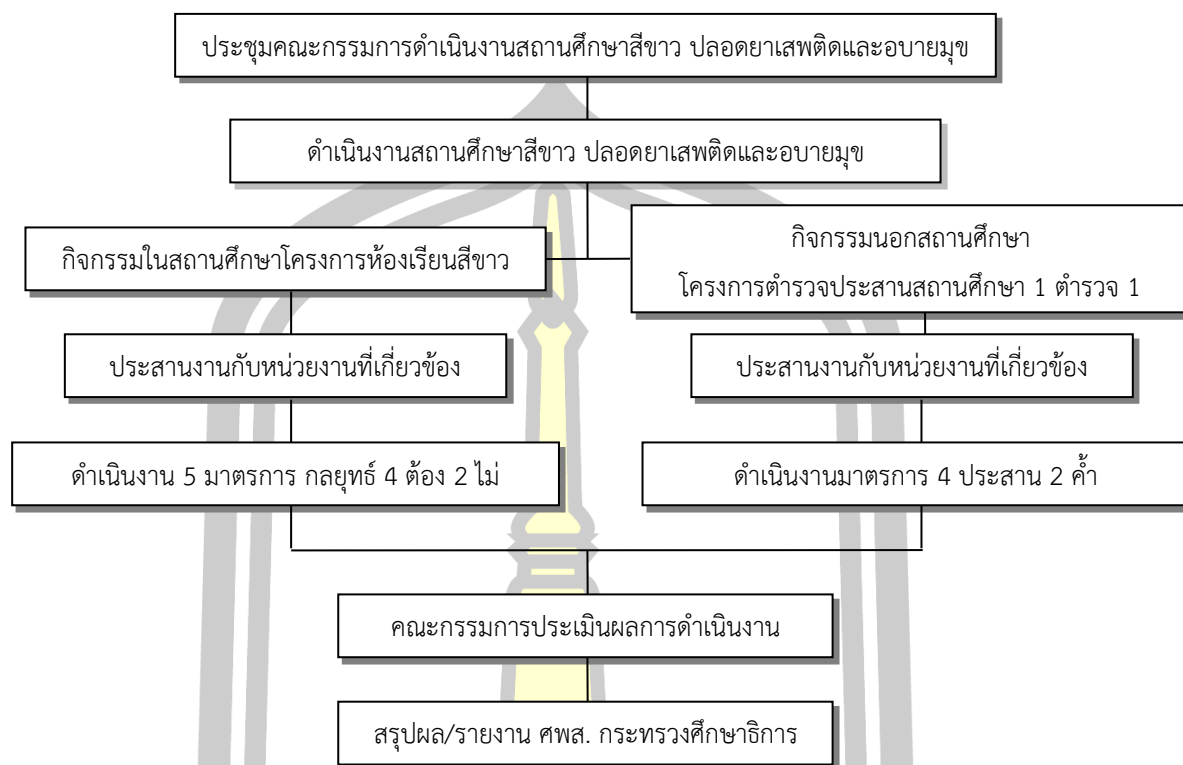 ประชุมคณะกรรมการดำเนินงานสถานศึกษาสีขาว ปลอดยาเสพติดและอบายมุข
ดำเนินงานสถานศึกษาสีขาว ปลอดยาเสพติดและอบายมุข
กิจกรรมในสถานศึกษาโครงการห้องเรียนสีขาว
กิจกรรมนอกสถานศึกษา
โครงการตำรวจประสานสถานศึกษา 1 ตำรวจ 1
ประสานงานกับหน่วยงานที่เกี่ยวข้อง
ประสานงานกับหน่วยงานที่เกี่ยวข้อง
ดำเนินงาน 5 มาตรการ กลยุทธ์ 4 ต้อง 2 ไม่
ดำเนินงานมาตรการ 4 ประสาน 2 ค้ำ
คณะกรรมการประเมินผลการดำเนินงาน
สรุปผล/รายงาน ศพส. กระทรวงศึกษาธิการ